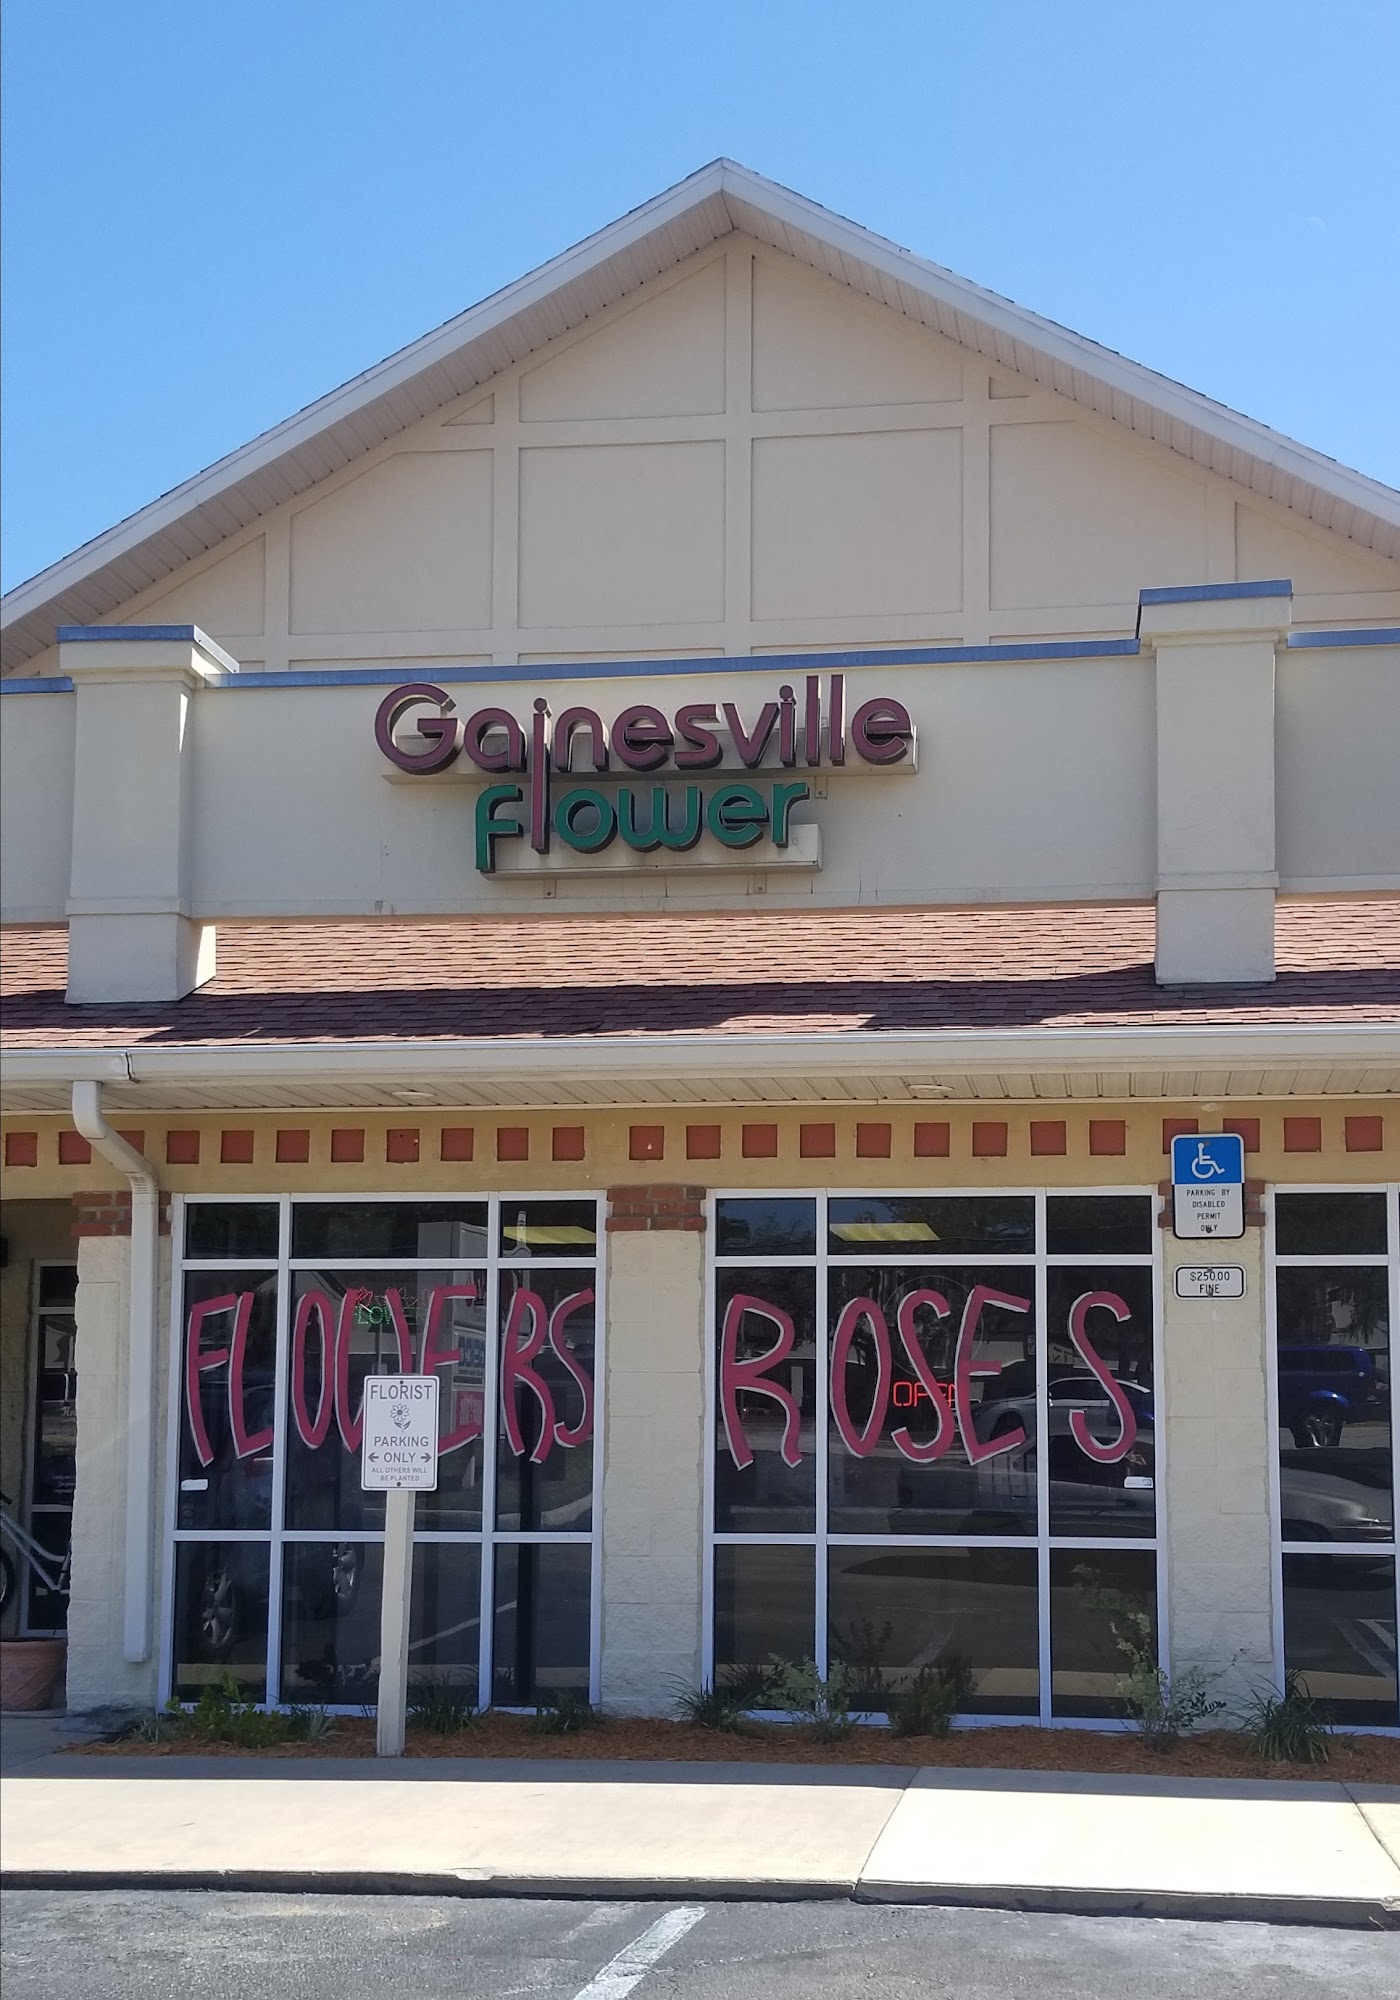 Gainesville
flower
PARKING BY
DISABLED
PERMIT
ONLY
$250.00
FINE
FLOWERS ROSES
OPEN
FLORIST
PARKING
← ONLY →
ALL OTHERS WILL
BE PLANTED